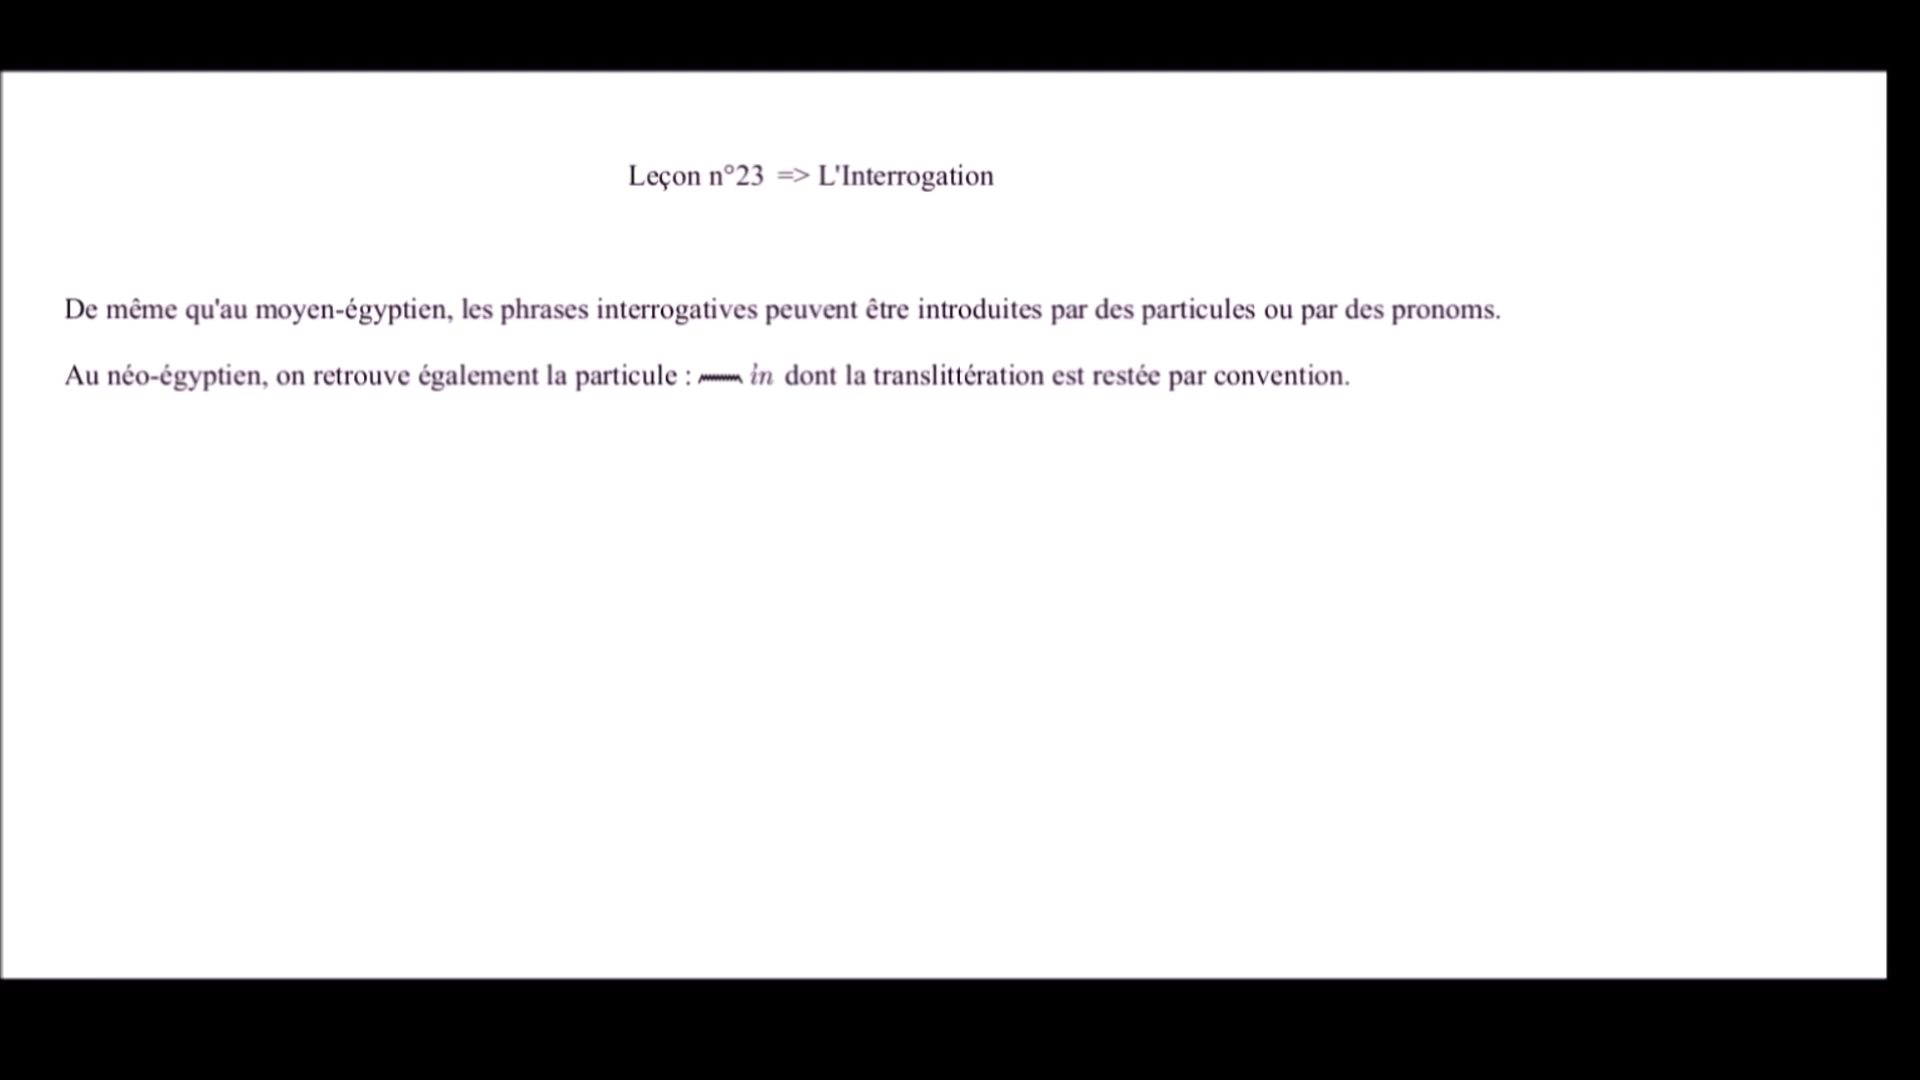 Leçon n°23 => L'Interrogation
De même qu'au moyen-égyptien, les phrases interrogatives peuvent être introduites par des particules ou par des pronoms.
Au néo-égyptien, on retrouve également la particule : 𓈖 i͗n dont la translittération est restée par convention.